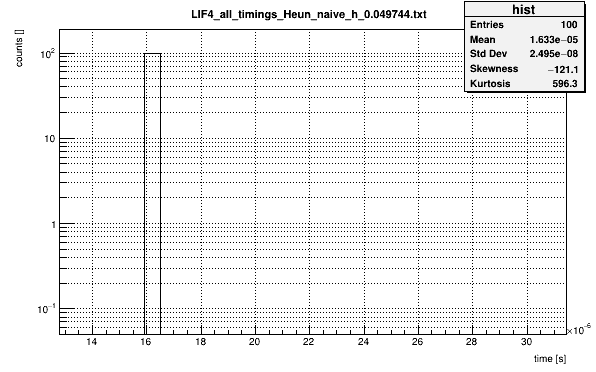 LIF4_all_timings_Heun_naive_h_0.049744.txt
hist
Entries 100
Mean 1.633e−05
Std Dev 2.495e−08
Skewness −121.1
Kurtosis 596.3
counts []
10²
10
1
10⁻¹
14 16 18 20 22 24 26 28 30
×10⁻⁶
time [s]